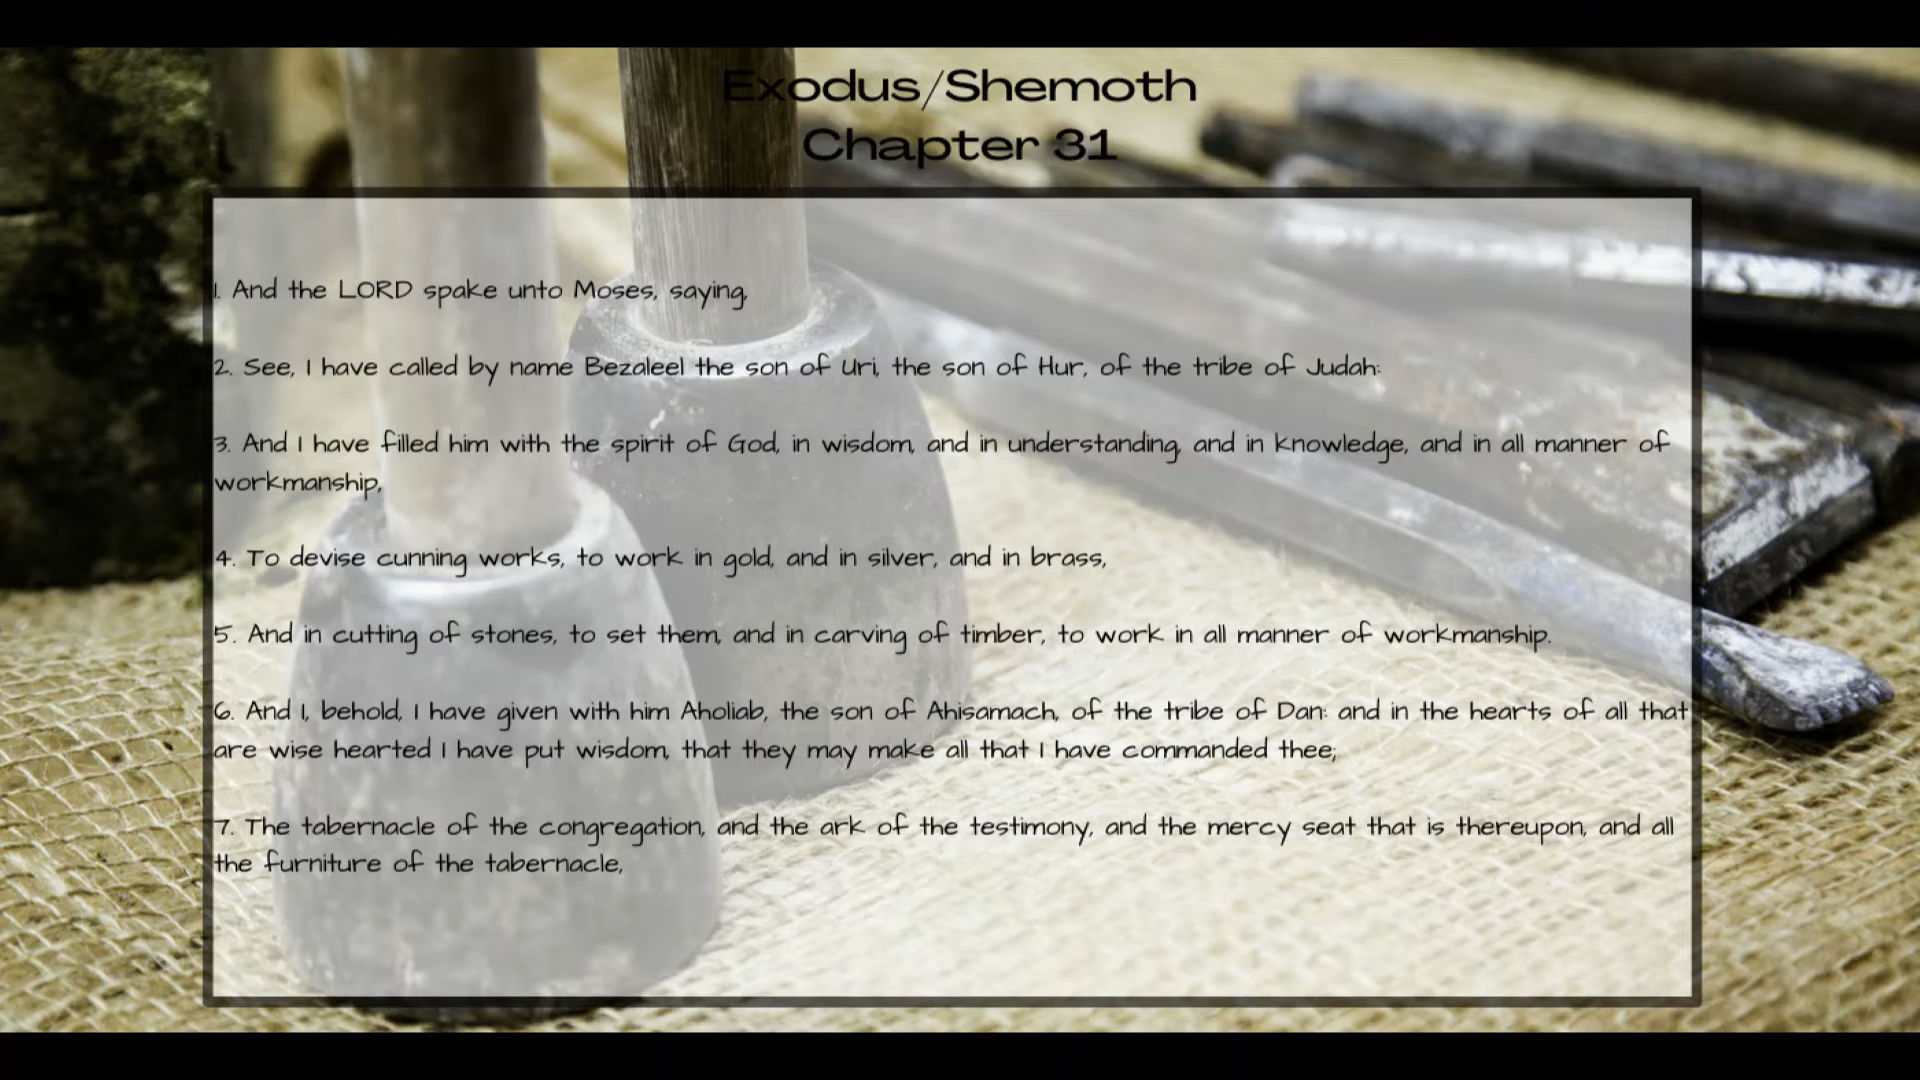 Exodus/Shemoth
Chapter 31
1. And the LORD spake unto Moses, saying,
2. See, I have called by name Bezaleel the son of Uri, the son of Hur, of the tribe of Judah:
3. And I have filled him with the spirit of God, in wisdom, and in understanding, and in knowledge, and in all manner of
workmanship,
4. To devise cunning works, to work in gold, and in silver, and in brass,
5. And in cutting of stones, to set them, and in carving of timber, to work in all manner of workmanship.
6. And I, behold, I have given with him Aholiab, the son of Ahisamach, of the tribe of Dan: and in the hearts of all that
are wise hearted I have put wisdom, that they may make all that I have commanded thee;
7. The tabernacle of the congregation, and the ark of the testimony, and the mercy seat that is thereupon, and all
the furniture of the tabernacle,